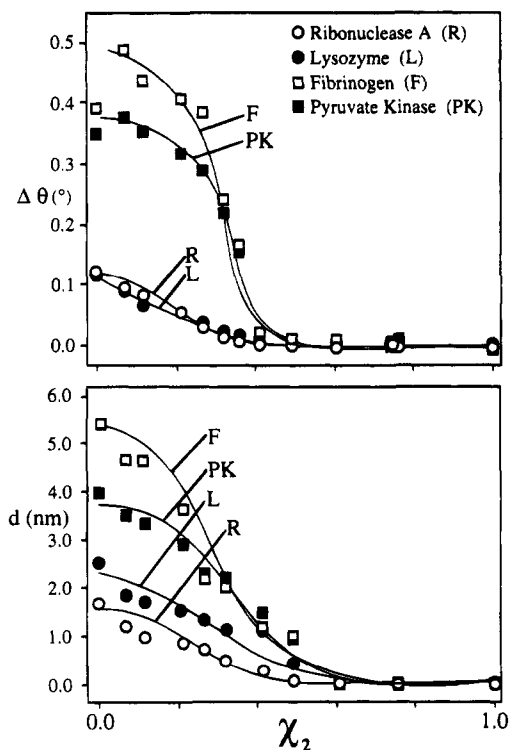 ○ Ribonuclease A (R)
● Lysozyme (L)
□ Fibrinogen (F)
■ Pyruvate Kinase (PK)
0.5
0.4
0.3
0.2
0.1
0.0
Δ θ (°)
F
PK
R
L
6.0
5.0
4.0
3.0
2.0
1.0
0.0
d (nm)
F
PK
L
R
0.0
1.0
χ₂